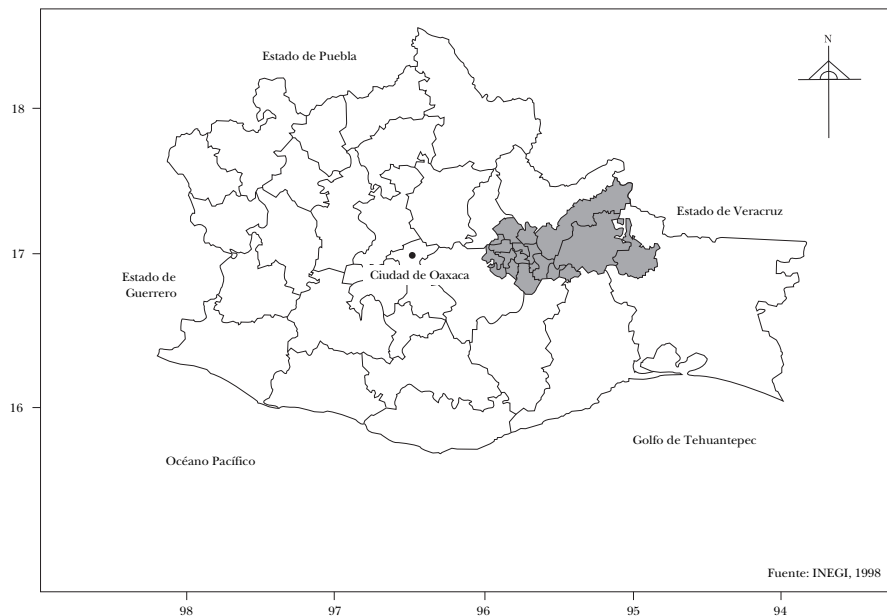 N
Estado de Puebla
18
Estado de Veracruz
17
Ciudad de Oaxaca
Estado de
Guerrero
16
Golfo de Tehuantepec
Océano Pacífico
Fuente: INEGI, 1998
98 97 96 95 94